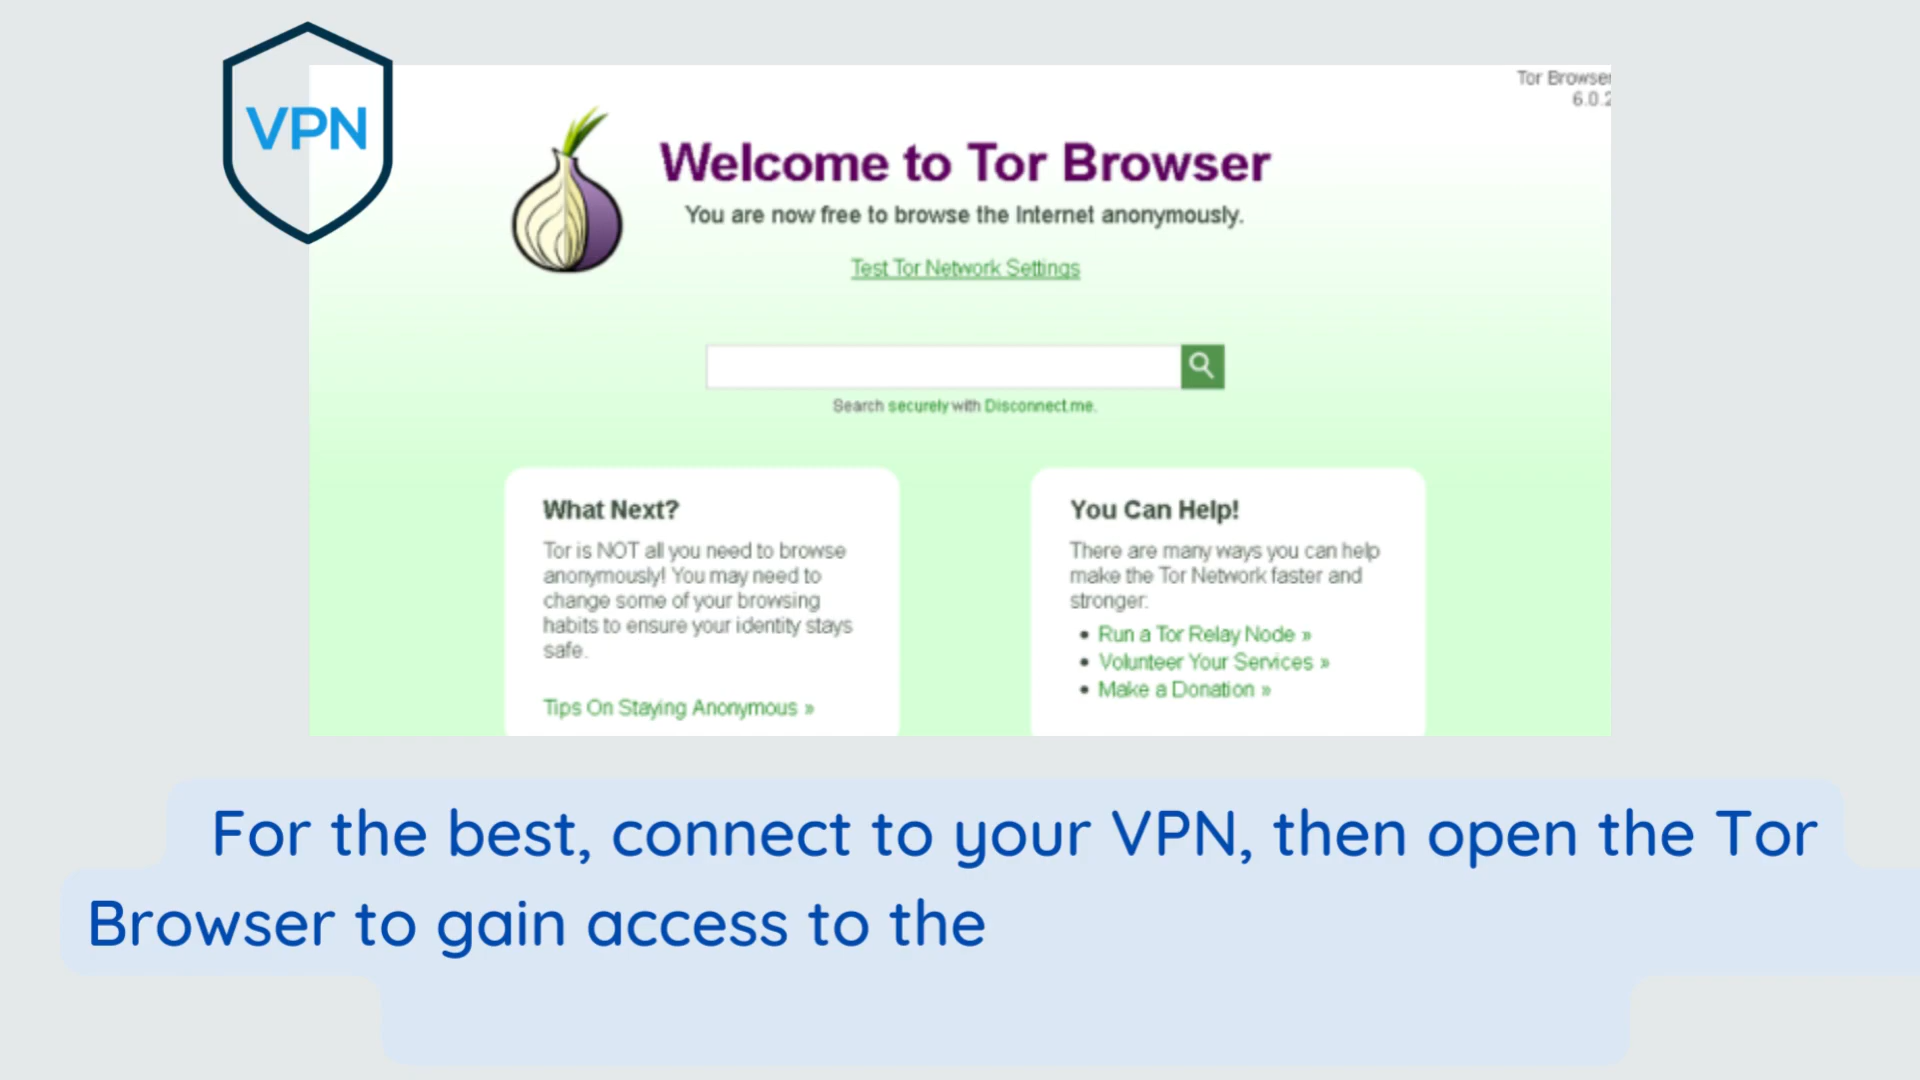 VPN
Tor Browser
6.0.2
Welcome to Tor Browser
You are now free to browse the Internet anonymously.
Test Tor Network Settings
Search securely with Disconnect.me.
What Next?
Tor is NOT all you need to browse
anonymously! You may need to
change some of your browsing
habits to ensure your identity stays
safe.
Tips On Staying Anonymous »
You Can Help!
There are many ways you can help
make the Tor Network faster and
stronger:
• Run a Tor Relay Node »
• Volunteer Your Services »
• Make a Donation »
For the best, connect to your VPN, then open the Tor
Browser to gain access to the